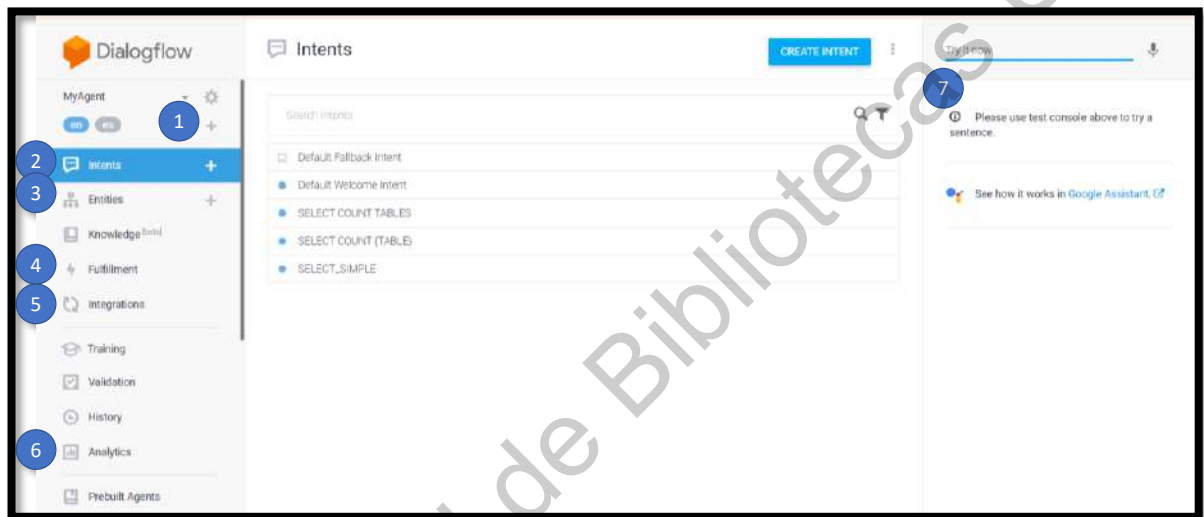 Dialogflow
MyAgent
en es
1
2 Intents
3 Entities
Knowledge [beta]
4 Fulfillment
5 Integrations
Training
Validation
History
6 Analytics
Prebuilt Agents
Intents
CREATE INTENT
Search intents
Default Fallback Intent
Default Welcome Intent
SELECT COUNT TABLES
SELECT COUNT (TABLE)
SELECT_SIMPLE
Try it now
7
Please use test console above to try a
sentence.
See how it works in Google Assistant.
de Bibliotecas